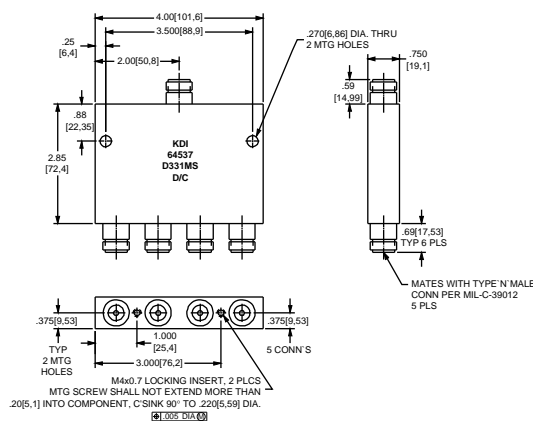 4.00[101,6]
3.500[88,9]
.270[6,86] DIA. THRU
2 MTG HOLES
.25
[6,4]
2.00[50,8]
.750
[19,1]
.59
[14,99]
.88
[22,35]
2.85
[72,4]
KDI
64537
D331MS
D/C
.69[17,53]
TYP 6 PLS
MATES WITH TYPE`N`MALE
CONN PER MIL-C-39012
5 PLS
.375[9,53]
.375[9,53]
TYP
2 MTG
HOLES
1.000
[25,4]
5 CONN`S
3.000[76,2]
M4x0.7 LOCKING INSERT, 2 PLCS
MTG SCREW SHALL NOT EXTEND MORE THAN
.20[5,1] INTO COMPONENT, C'SINK 90° TO .220[5,59] DIA.
⌖ .005 DIA Ⓜ